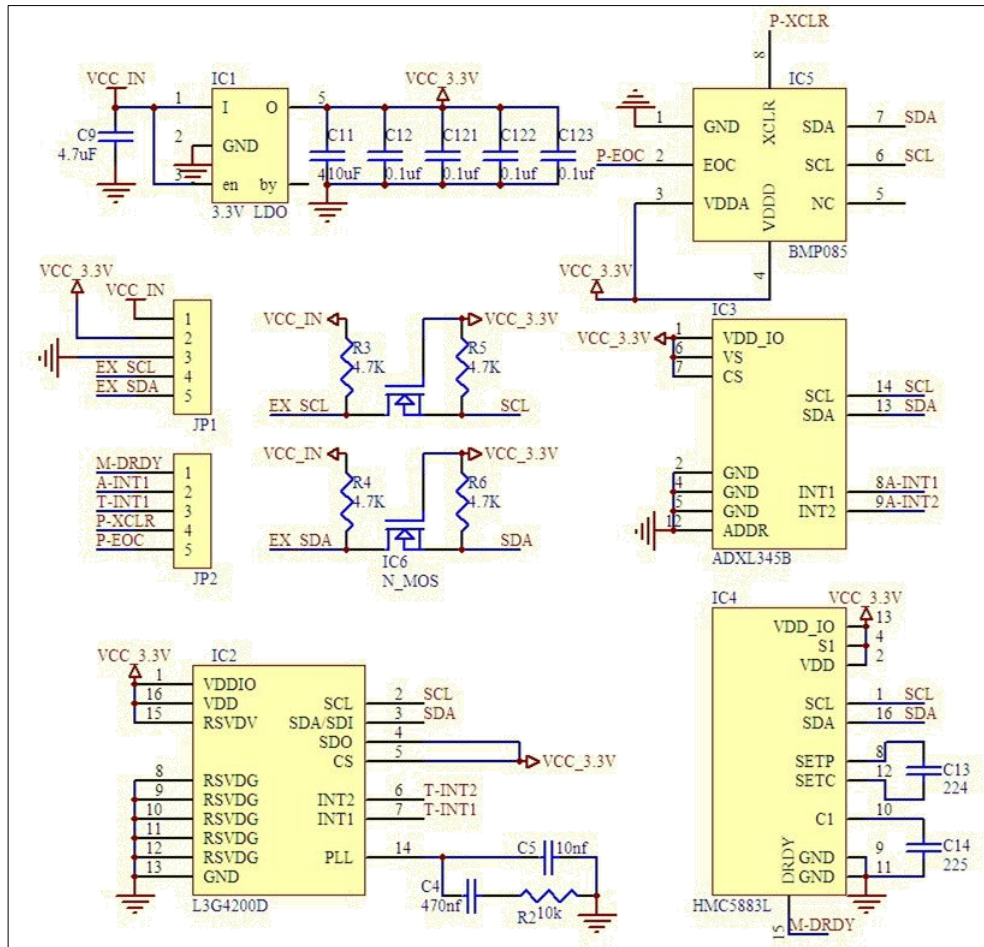 P-XCLR
VCC_IN
IC1
1 I O 5
VCC_3.3V
2 GND
3 en by 4
3.3V LDO
C9
4.7uF
C11
10uF
C12
0.1uf
C121
0.1uf
C122
0.1uf
C123
0.1uf
8
IC5
XCLR
1 GND SDA 7 SDA
P-EOC 2 EOC SCL 6 SCL
3 VDDA VDDD NC 5
BMP085
4
VCC_3.3V
VCC_3.3V
VCC_IN
1
2
3
EX_SCL 4
EX_SDA 5
JP1
VCC_IN VCC_3.3V
R3
4.7K
R5
4.7K
EX_SCL SCL
IC3
VCC_3.3V
1 VDD_IO
6 VS
7 CS
SCL 14 SCL
SDA 13 SDA
2 GND
4 GND INT1 8 A-INT1
5 GND INT2 9 A-INT2
12 ADDR
ADXL345B
M-DRDY 1
A-INT1 2
T-INT1 3
P-XCLR 4
P-EOC 5
JP2
VCC_IN VCC_3.3V
R4
4.7K
R6
4.7K
EX_SDA SDA
IC6
N_MOS
IC4
VCC_3.3V
VDD_IO 13
S1 4
VDD 2
SCL 1 SCL
SDA 16 SDA
SETP 8
SETC 12
C13
224
C1 10
C14
225
GND 9
GND 11
DRDY
HMC5883L
15
M-DRDY
IC2
VCC_3.3V
1 VDDIO
16 VDD SCL 2 SCL
15 RSVDV SDA/SDI 3 SDA
SDO 4
CS 5 VCC_3.3V
8 RSVDG
9 RSVDG INT2 6 T-INT2
10 RSVDG INT1 7 T-INT1
11 RSVDG
12 RSVDG PLL 14
13 GND
L3G4200D
C5 10nf
C4
470nf
R2 10k